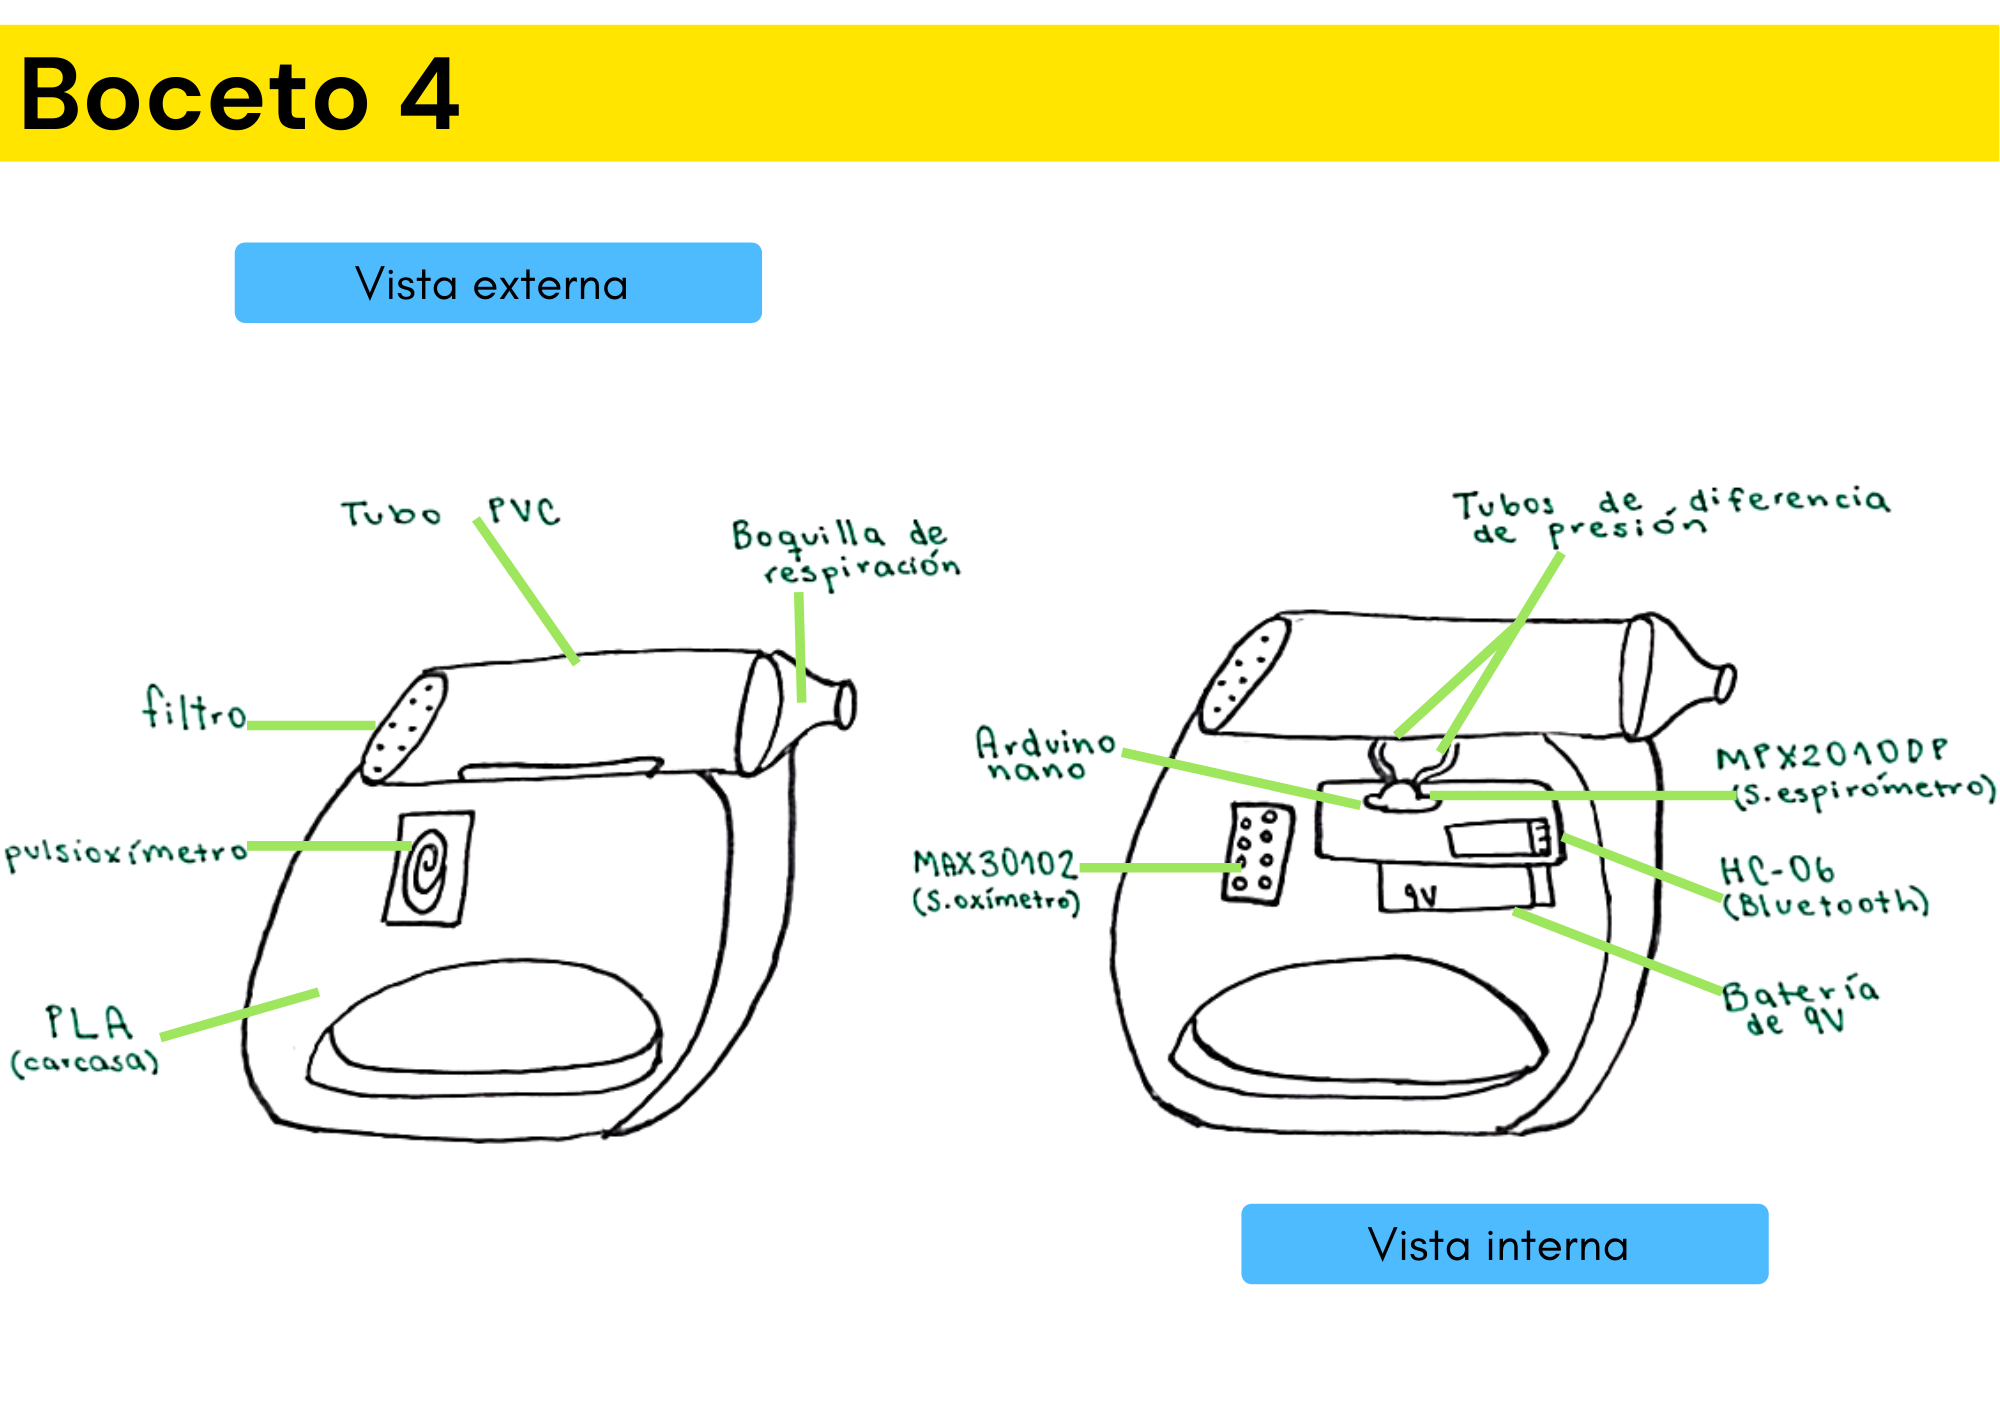 Boceto 4
Vista externa
Tubo PVC
Boquilla de
respiración
filtro
pulsioxímetro
PLA
(carcasa)
Tubos de diferencia
de presión
Arduino
nano
MPX2010DP
(S.espirómetro)
MAX30102
(S.oxímetro)
HC-06
(Bluetooth)
9V
Batería
de 9V
Vista interna